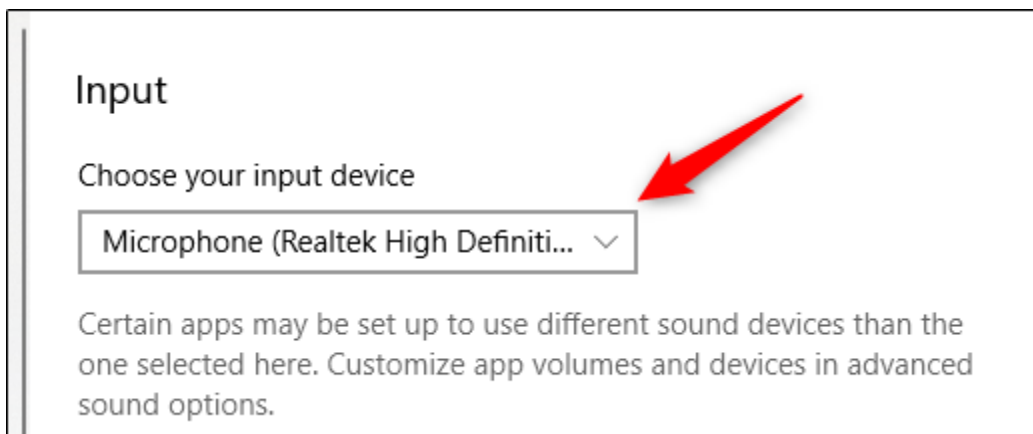 Input
Choose your input device
Microphone (Realtek High Definiti...
Certain apps may be set up to use different sound devices than the
one selected here. Customize app volumes and devices in advanced
sound options.